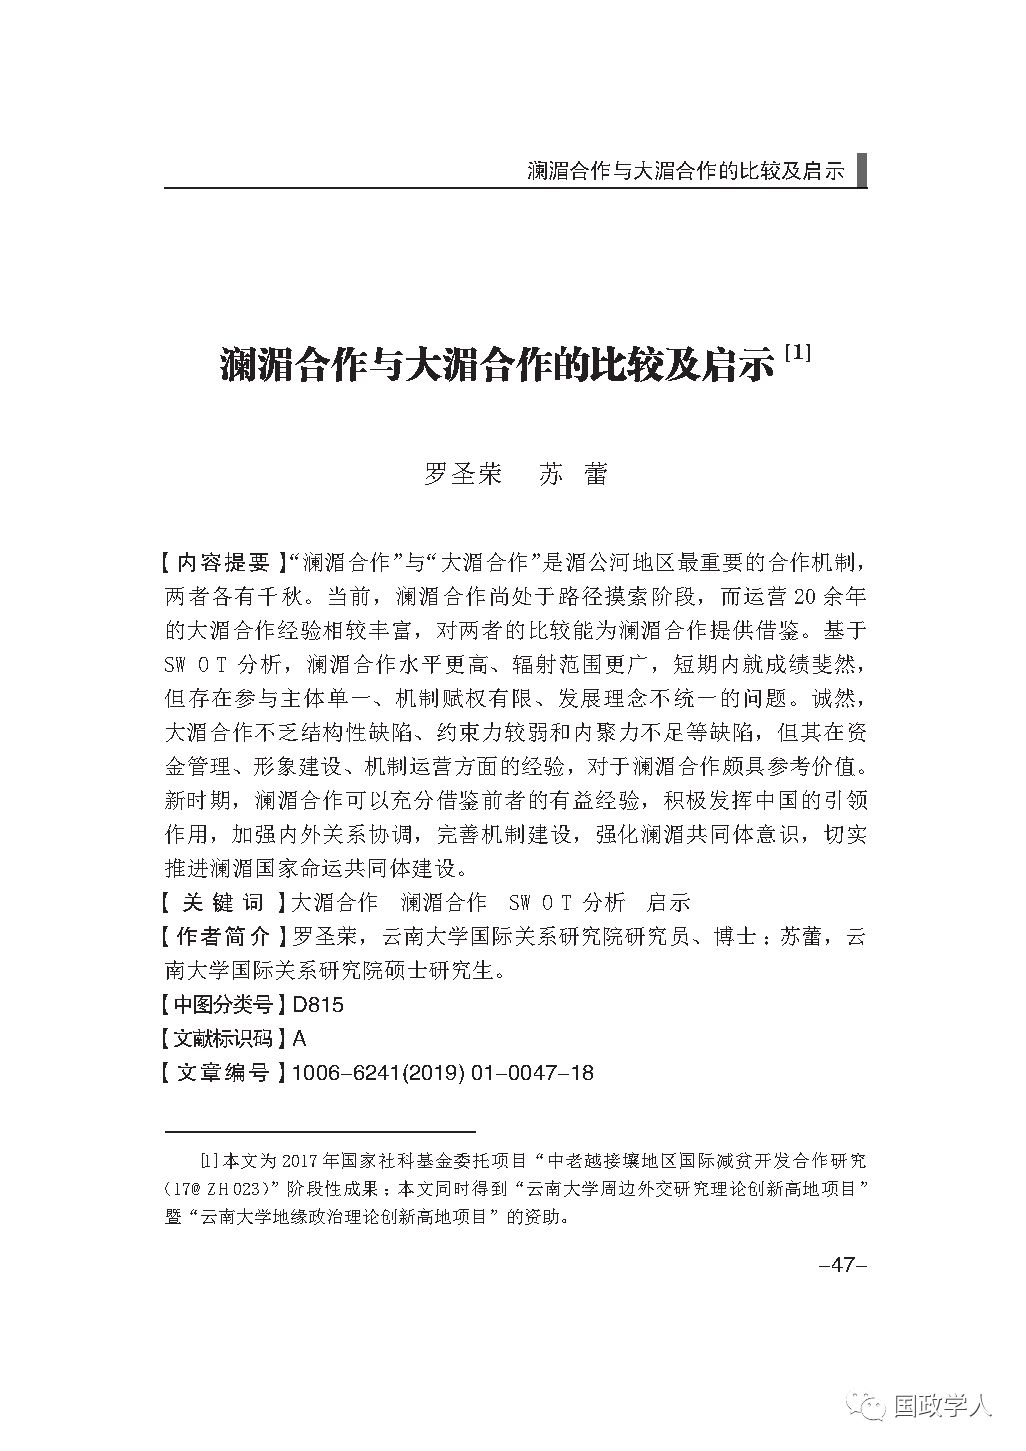 澜湄合作与大湄合作的比较及启示
澜湄合作与大湄合作的比较及启示[1]
罗圣荣 苏 蕾
【内容提要】“澜湄合作”与“大湄合作”是湄公河地区最重要的合作机制，
两者各有千秋。当前，澜湄合作尚处于路径摸索阶段，而运营 20 余年
的大湄合作经验相较丰富，对两者的比较能为澜湄合作提供借鉴。基于
SW O T 分析，澜湄合作水平更高、辐射范围更广，短期内就成绩斐然，
但存在参与主体单一、机制赋权有限、发展理念不统一的问题。诚然，
大湄合作不乏结构性缺陷、约束力较弱和内聚力不足等缺陷，但其在资
金管理、形象建设、机制运营方面的经验，对于澜湄合作颇具参考价值。
新时期，澜湄合作可以充分借鉴前者的有益经验，积极发挥中国的引领
作用，加强内外关系协调，完善机制建设，强化澜湄共同体意识，切实
推进澜湄国家命运共同体建设。
【 关 键 词 】大湄合作 澜湄合作 SW O T 分析 启示
【作者简介】罗圣荣，云南大学国际关系研究院研究员、博士；苏蕾，云
南大学国际关系研究院硕士研究生。
【中图分类号】D815
【文献标识码】A
【文章编号】1006–6241(2019) 01–0047–18
[1]本文为 2017 年国家社科基金委托项目“中老越接壤地区国际减贫开发合作研究
（17@ ZH 023）”阶段性成果；本文同时得到“云南大学周边外交研究理论创新高地项目”
暨“云南大学地缘政治理论创新高地项目”的资助。
–47–
国政学人